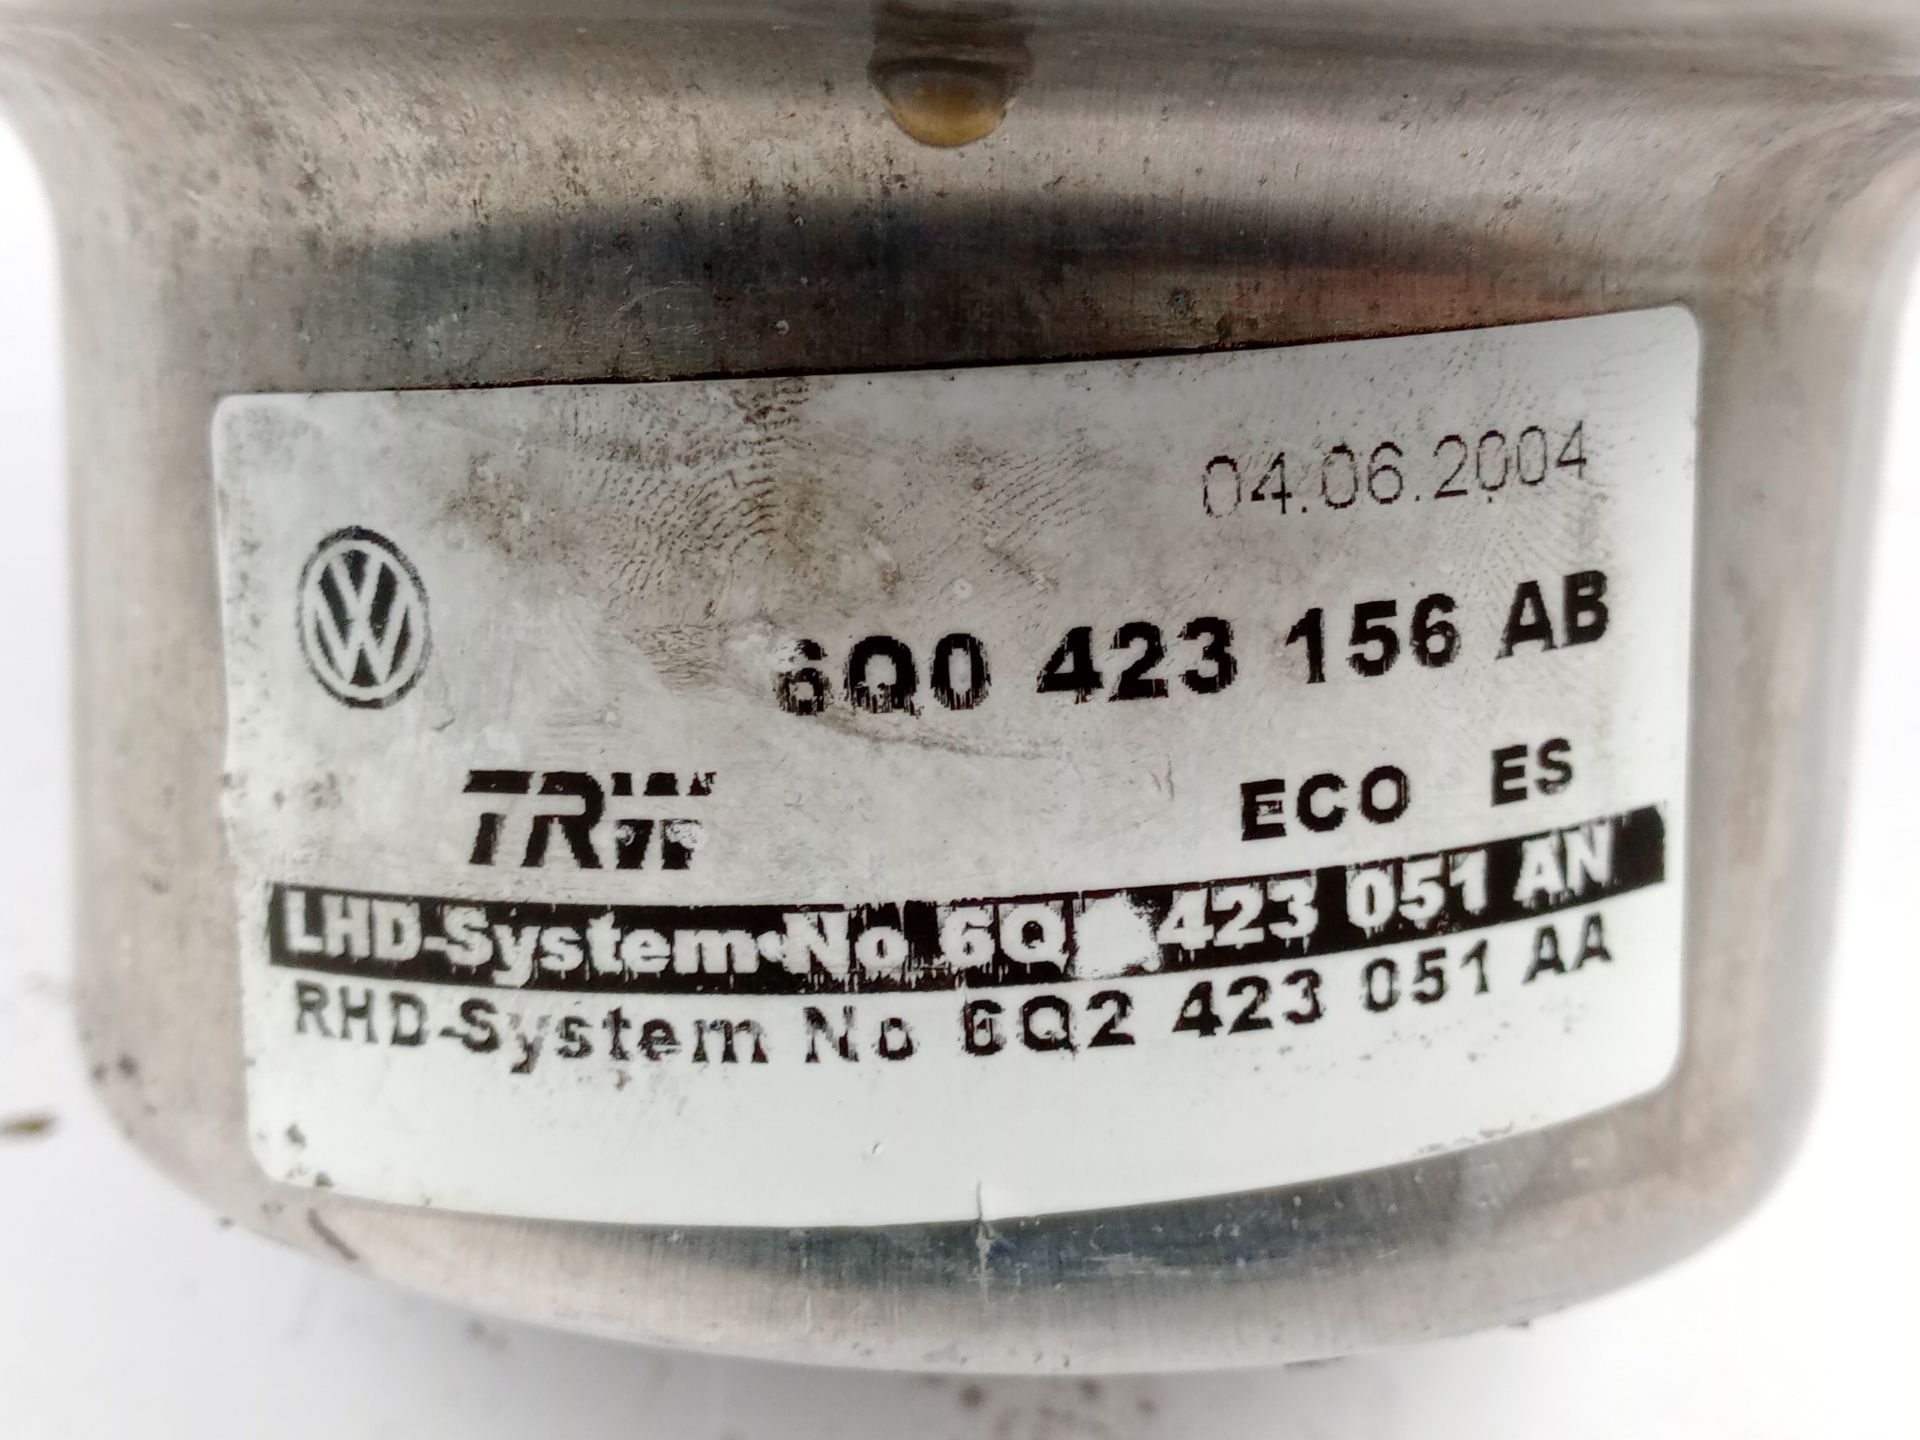 04.06.2004
6Q0 423 156 AB
TRW
ECO ES
LHD-System-No 423 051 AN
RHD-System No 6Q2 423 051 AA